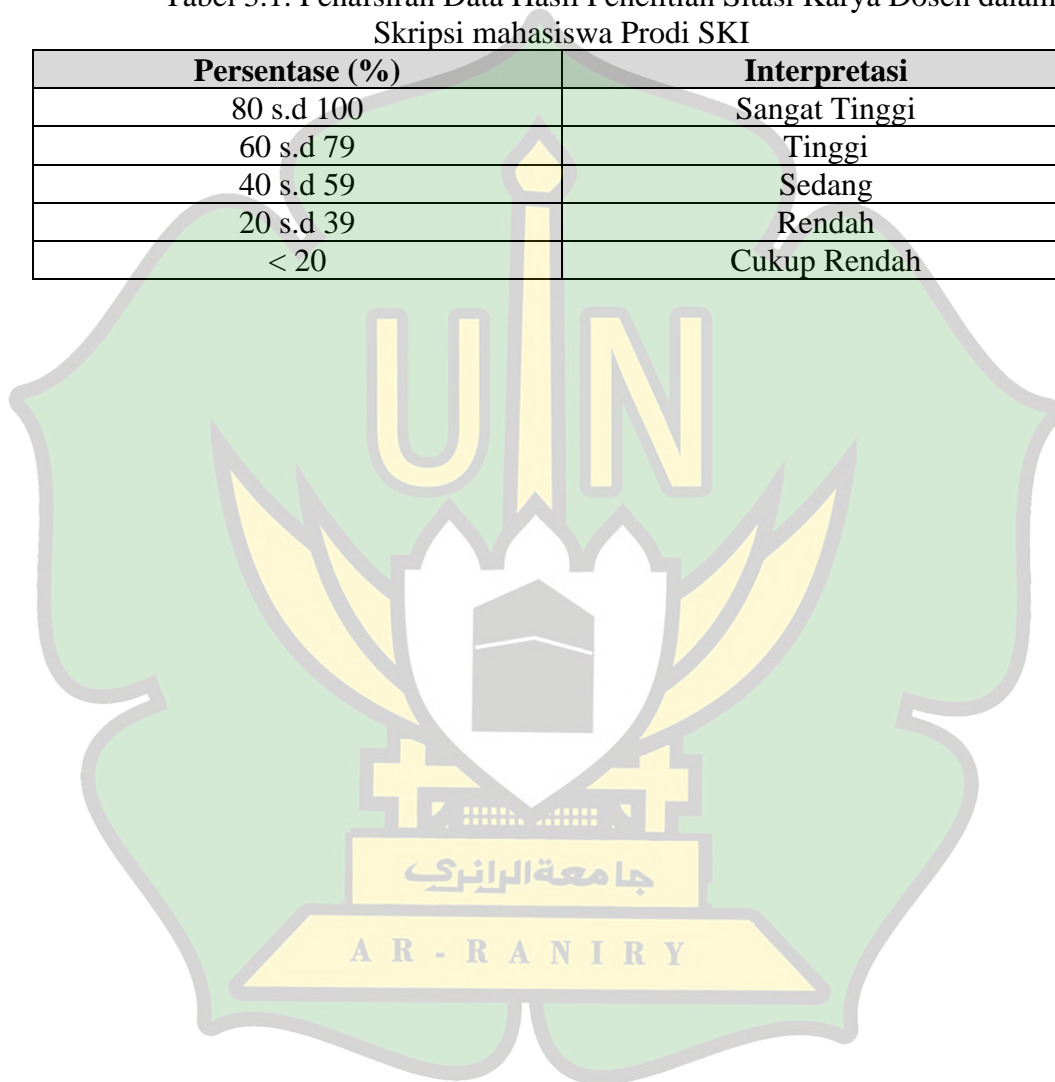 Tabel 3.1. Penafsiran Data Hasil Penelitian Sitasi Karya Dosen dalam
Skripsi mahasiswa Prodi SKI
Persentase (%) Interpretasi
80 s.d 100 Sangat Tinggi
60 s.d 79 Tinggi
40 s.d 59 Sedang
20 s.d 39 Rendah
< 20 Cukup Rendah
UIN
جامعة الرانري
AR-RANIRY